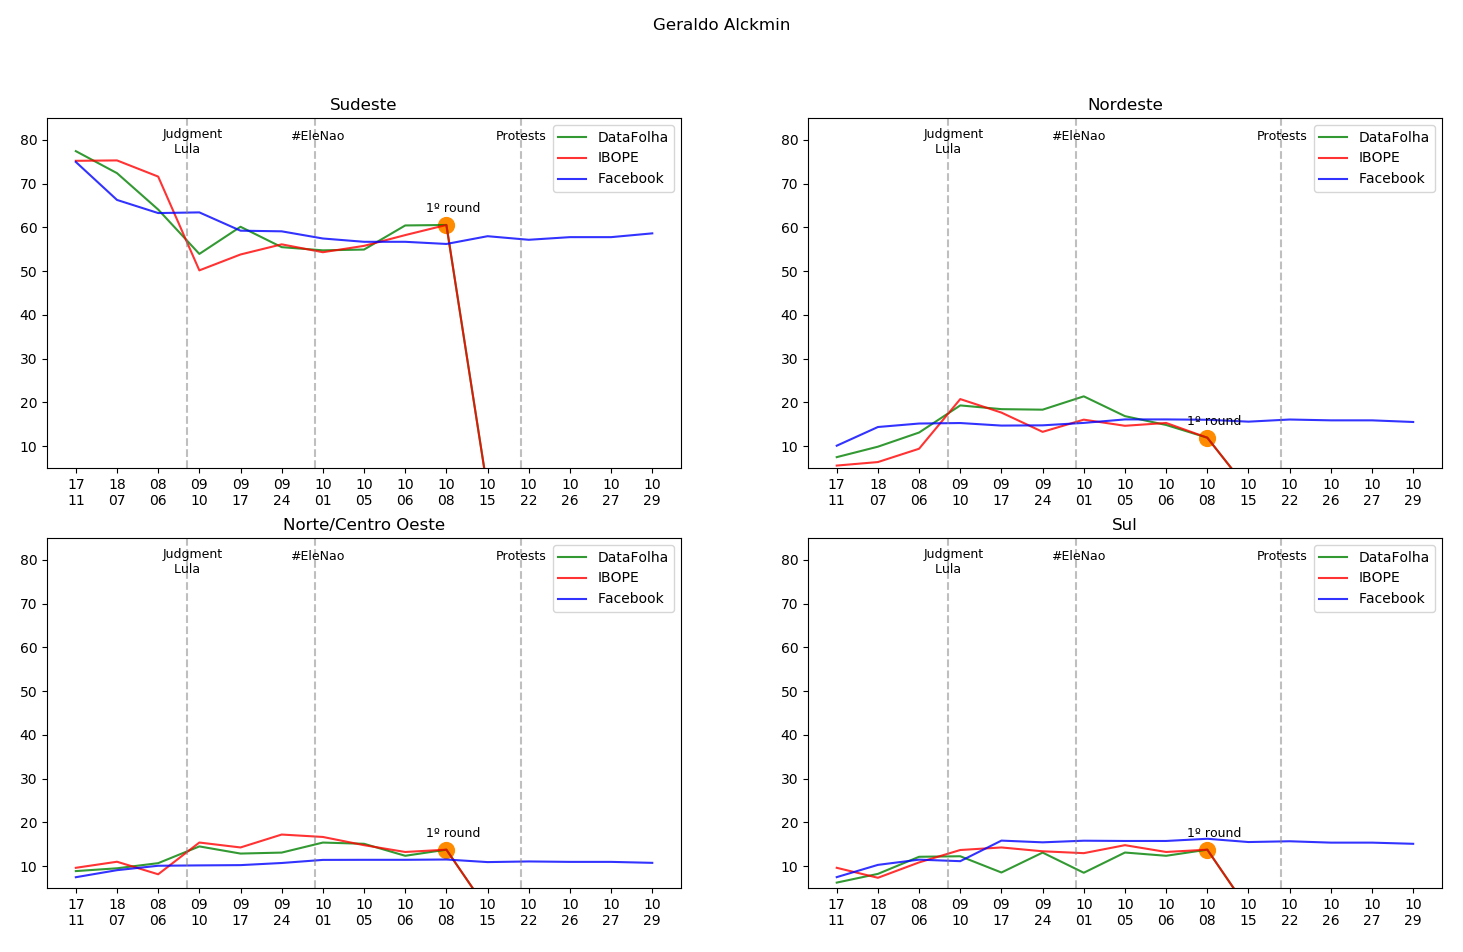 Geraldo Alckmin
Sudeste
80
70
60
50
40
30
20
10
Judgment
Lula
#EleNao
Protests
DataFolha
IBOPE
Facebook
1º round
17 18 08 09 09 09 10 10 10 10 10 10 10 10 10
11 07 06 10 17 24 01 05 06 08 15 22 26 27 29
Nordeste
80
70
60
50
40
30
20
10
Judgment
Lula
#EleNao
Protests
DataFolha
IBOPE
Facebook
1º round
17 18 08 09 09 09 10 10 10 10 10 10 10 10 10
11 07 06 10 17 24 01 05 06 08 15 22 26 27 29
Norte/Centro Oeste
80
70
60
50
40
30
20
10
Judgment
Lula
#EleNao
Protests
DataFolha
IBOPE
Facebook
1º round
17 18 08 09 09 09 10 10 10 10 10 10 10 10 10
11 07 06 10 17 24 01 05 06 08 15 22 26 27 29
Sul
80
70
60
50
40
30
20
10
Judgment
Lula
#EleNao
Protests
DataFolha
IBOPE
Facebook
1º round
17 18 08 09 09 09 10 10 10 10 10 10 10 10 10
11 07 06 10 17 24 01 05 06 08 15 22 26 27 29